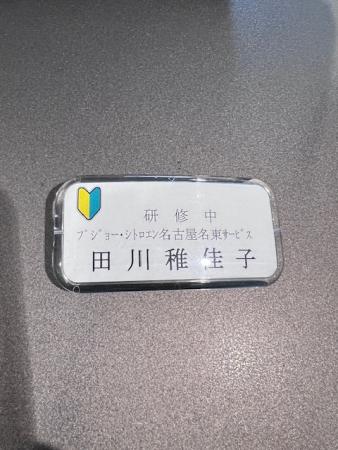 研修中
プジョー・シトロエン名古屋名東サービス
田川稚佳子